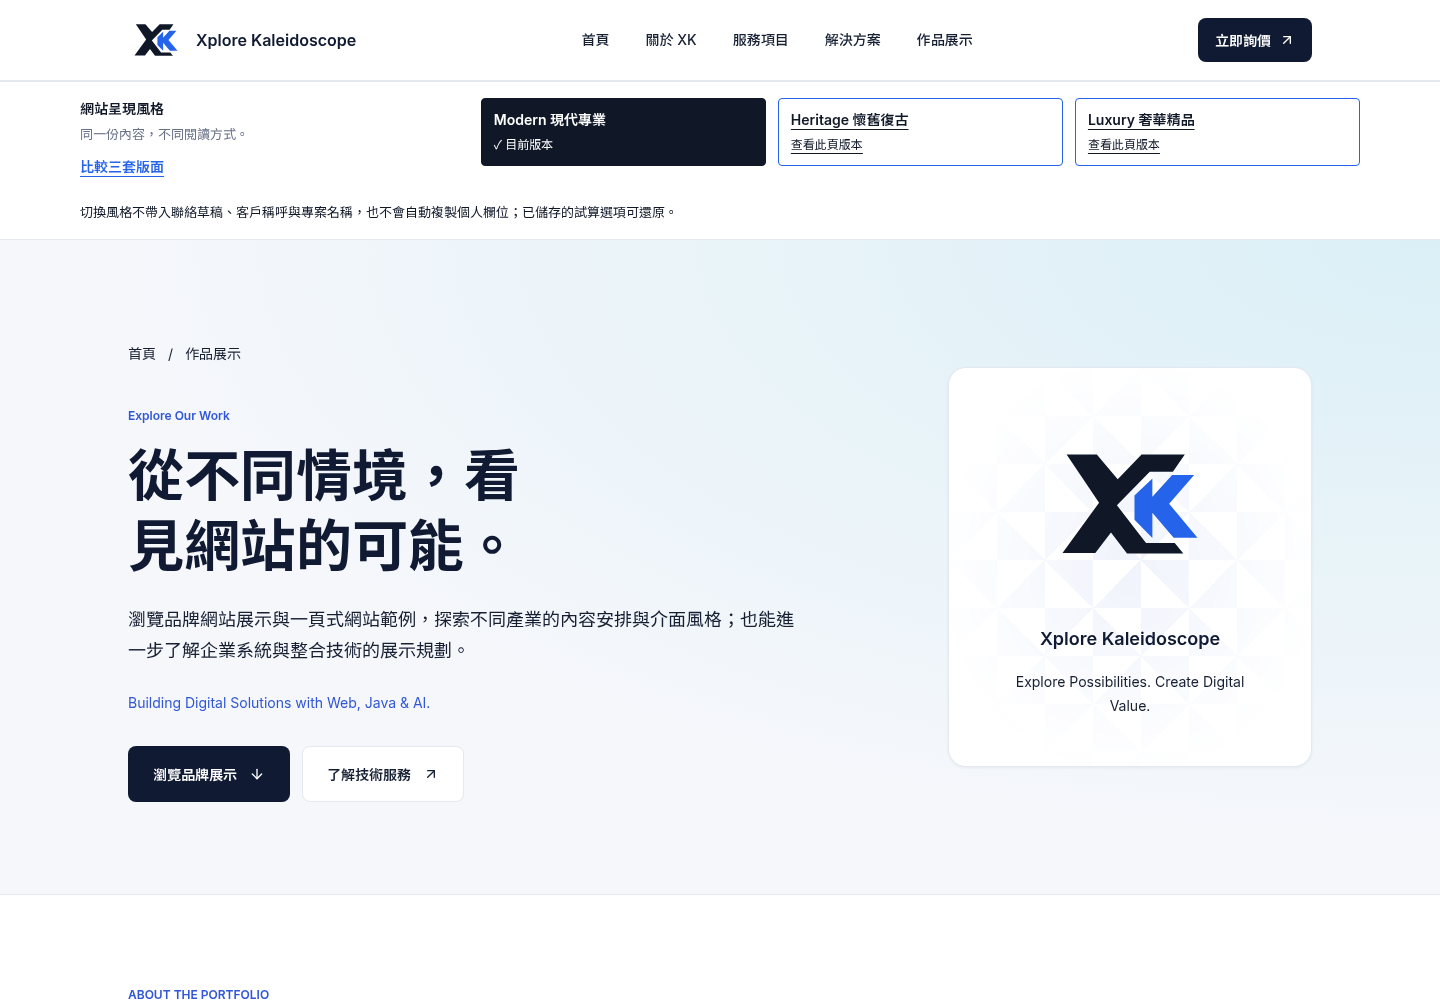 Xplore Kaleidoscope
首頁 關於 XK 服務項目 解決方案 作品展示
立即詢價
網站呈現風格
同一份內容，不同閱讀方式。
比較三套版面
Modern 現代專業
✓ 目前版本
Heritage 懷舊復古
查看此頁版本
Luxury 奢華精品
查看此頁版本
切換風格不帶入聯絡草稿、客戶稱呼與專案名稱，也不會自動複製個人欄位；已儲存的試算選項可還原。
首頁 / 作品展示
Explore Our Work
從不同情境，看
見網站的可能。
瀏覽品牌網站展示與一頁式網站範例，探索不同產業的內容安排與介面風格；也能進
一步了解企業系統與整合技術的展示規劃。
Building Digital Solutions with Web, Java & AI.
瀏覽品牌展示
了解技術服務
XK
Xplore Kaleidoscope
Explore Possibilities. Create Digital
Value.
ABOUT THE PORTFOLIO